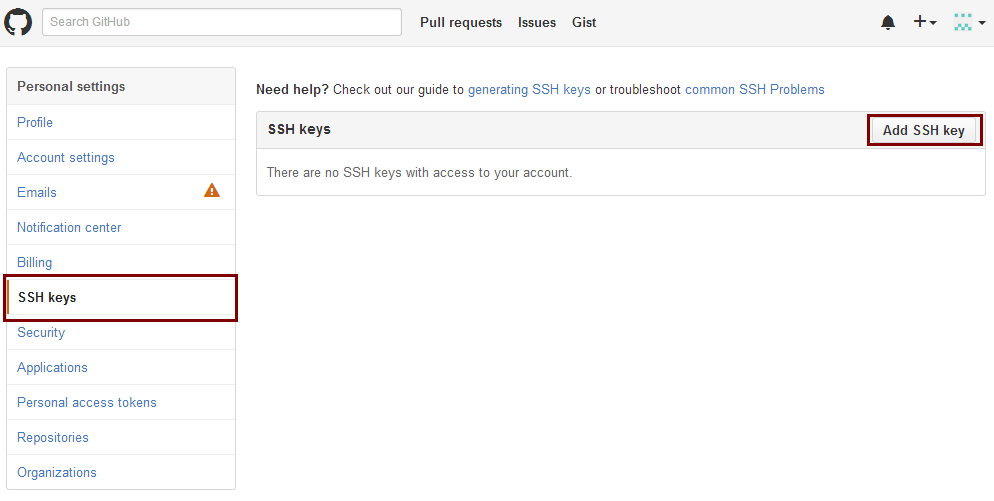 Search GitHub
Pull requests Issues Gist
Personal settings
Profile
Account settings
Emails
Notification center
Billing
SSH keys
Security
Applications
Personal access tokens
Repositories
Organizations
Need help? Check out our guide to generating SSH keys or troubleshoot common SSH Problems
SSH keys
Add SSH key
There are no SSH keys with access to your account.